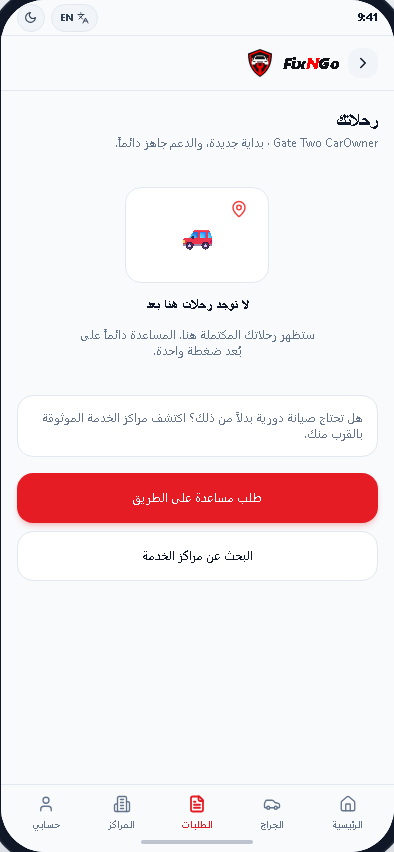 9:41
EN
FixNGo
رحلاتك
Gate Two CarOwner · بداية جديدة، والدعم جاهز دائماً.
لا توجد رحلات هنا بعد
ستظهر رحلاتك المكتملة هنا. المساعدة دائماً على
بُعد ضغطة واحدة.
هل تحتاج صيانة دورية بدلاً من ذلك؟ اكتشف مراكز الخدمة الموثوقة
بالقرب منك.
طلب مساعدة على الطريق
البحث عن مراكز الخدمة
الرئيسية
الجراج
الطلبات
المراكز
حسابي